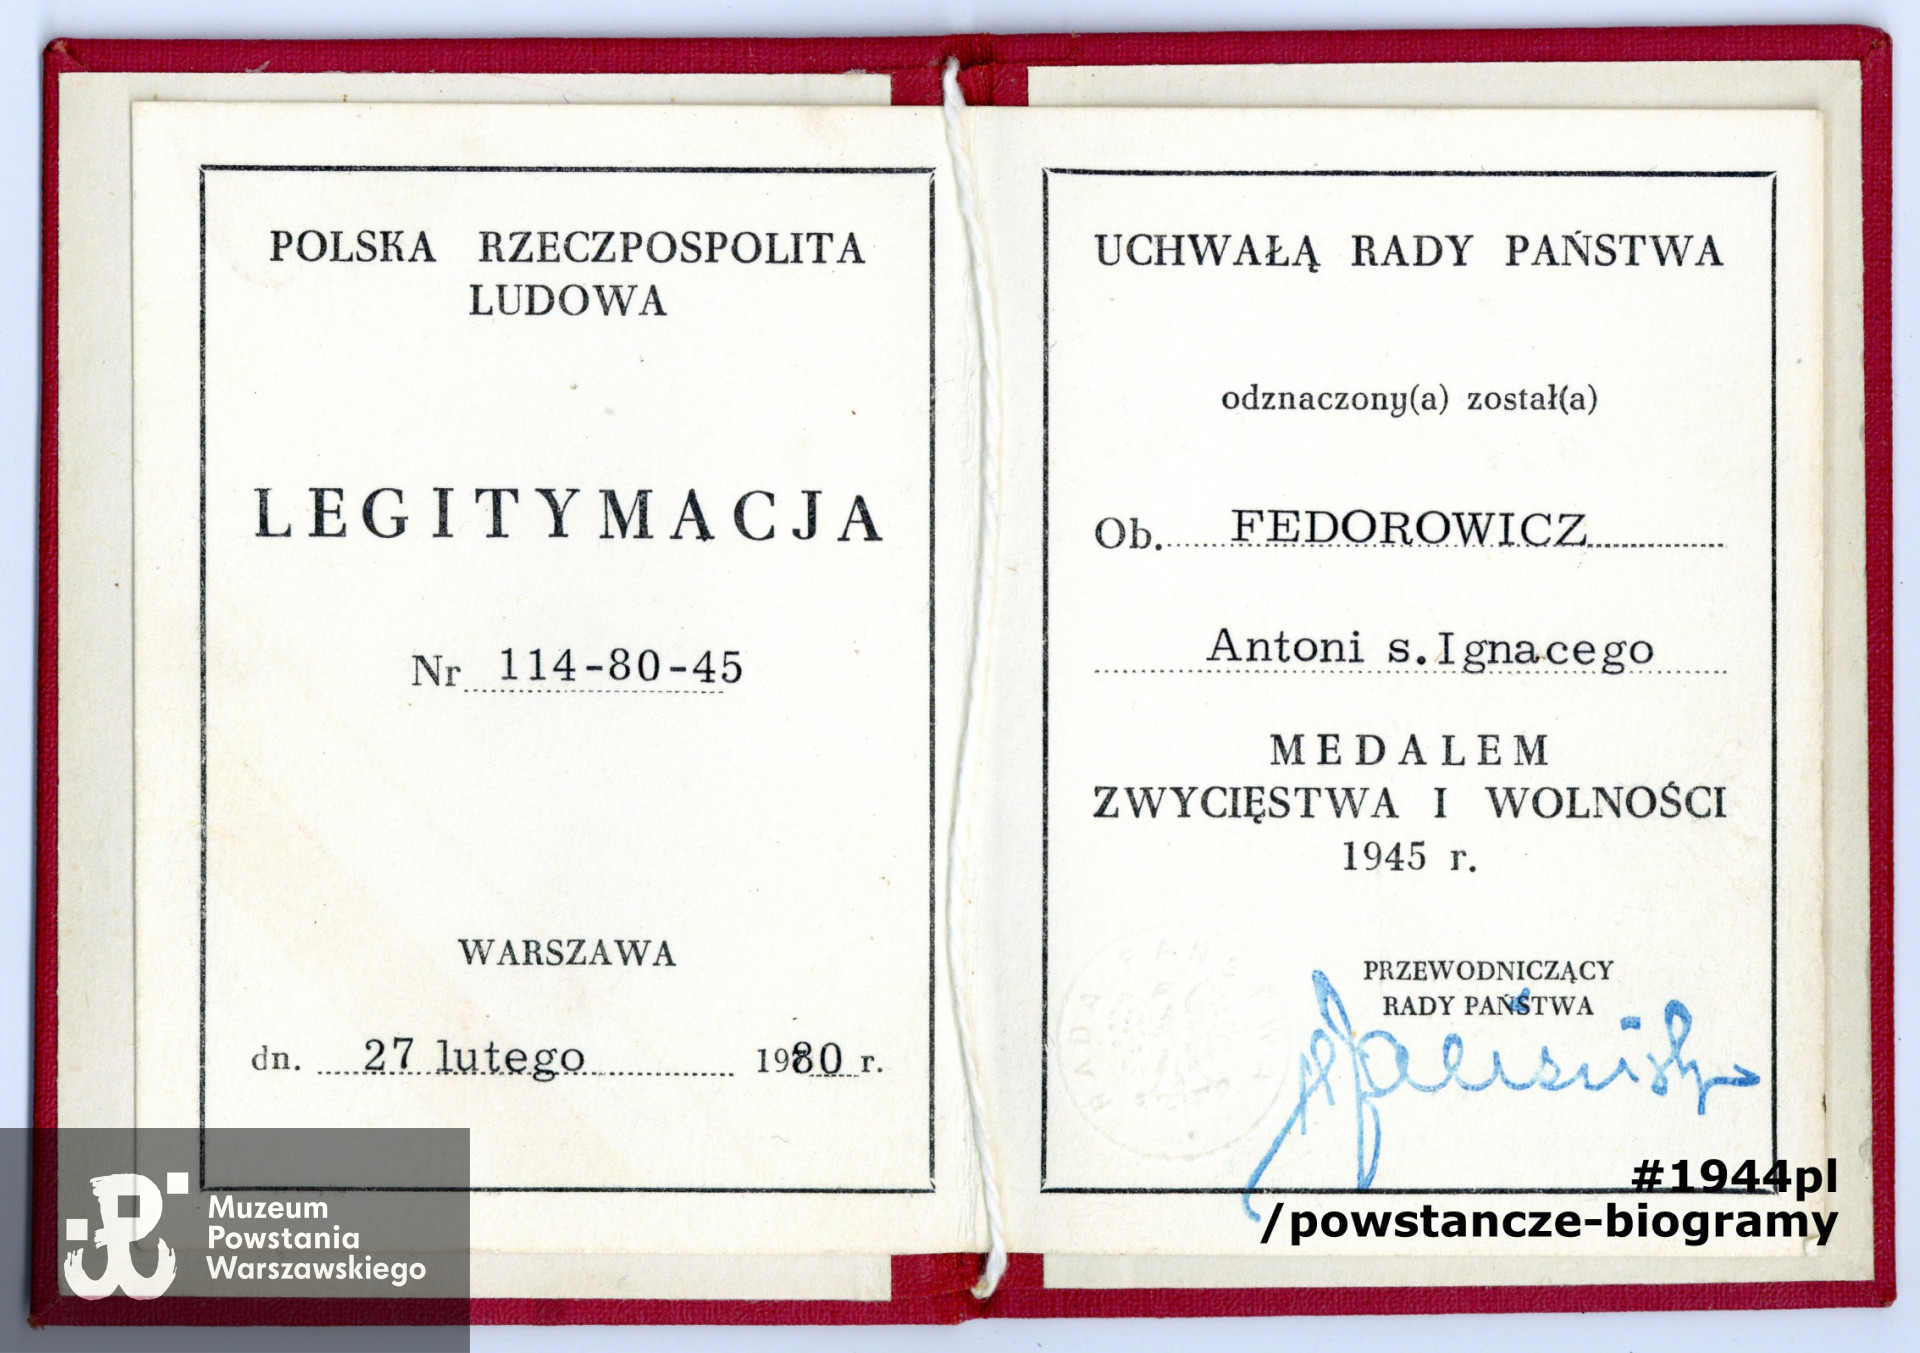 POLSKA RZECZPOSPOLITA
LUDOWA
LEGITYMACJA
Nr 114-80-45
WARSZAWA
dn. 27 lutego 1980 r.
UCHWAŁĄ RADY PAŃSTWA
odznaczony(a) został(a)
Ob. FEDOROWICZ
Antoni s.Ignacego
MEDALEM
ZWYCIĘSTWA I WOLNOŚCI
1945 r.
PRZEWODNICZĄCY
RADY PAŃSTWA
#1944pl
/powstancze-biogramy
Muzeum
Powstania
Warszawskiego